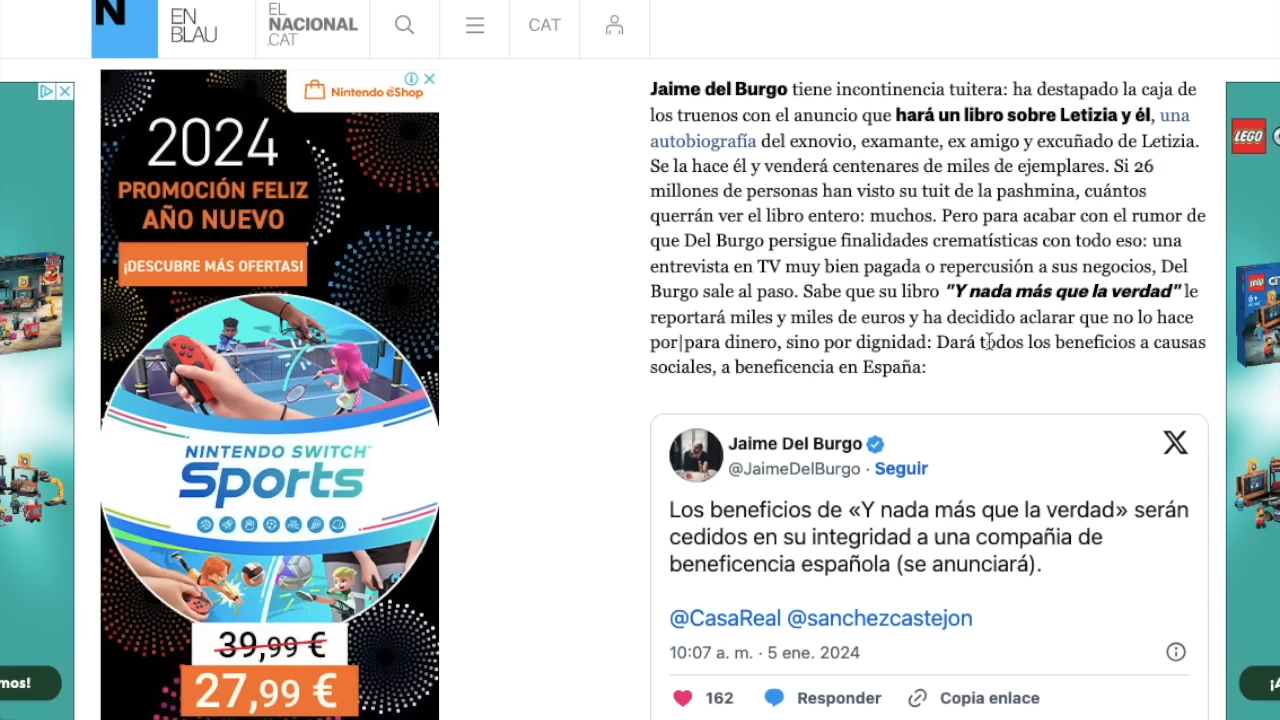 N
EN
BLAU
EL
NACIONAL
.CAT
CAT
Nintendo eShop
2024
PROMOCIÓN FELIZ
AÑO NUEVO
¡DESCUBRE MÁS OFERTAS!
NINTENDO SWITCH™
Sports
39,99 €
27,99 €
mos!
Jaime del Burgo tiene incontinencia tuitera: ha destapado la caja de
los truenos con el anuncio que hará un libro sobre Letizia y él, una
autobiografía del exnovio, examante, ex amigo y excuñado de Letizia.
Se la hace él y venderá centenares de miles de ejemplares. Si 26
millones de personas han visto su tuit de la pashmina, cuántos
querrán ver el libro entero: muchos. Pero para acabar con el rumor de
que Del Burgo persigue finalidades crematísticas con todo eso: una
entrevista en TV muy bien pagada o repercusión a sus negocios, Del
Burgo sale al paso. Sabe que su libro "Y nada más que la verdad" le
reportará miles y miles de euros y ha decidido aclarar que no lo hace
por|para dinero, sino por dignidad: Dará todos los beneficios a causas
sociales, a beneficencia en España:
Jaime Del Burgo
@JaimeDelBurgo · Seguir
Los beneficios de «Y nada más que la verdad» serán
cedidos en su integridad a una compañia de
beneficencia española (se anunciará).
@CasaReal @sanchezcastejon
10:07 a. m. · 5 ene. 2024
162 Responder Copia enlace
LEGO
LEGO CIT
6+
¡A